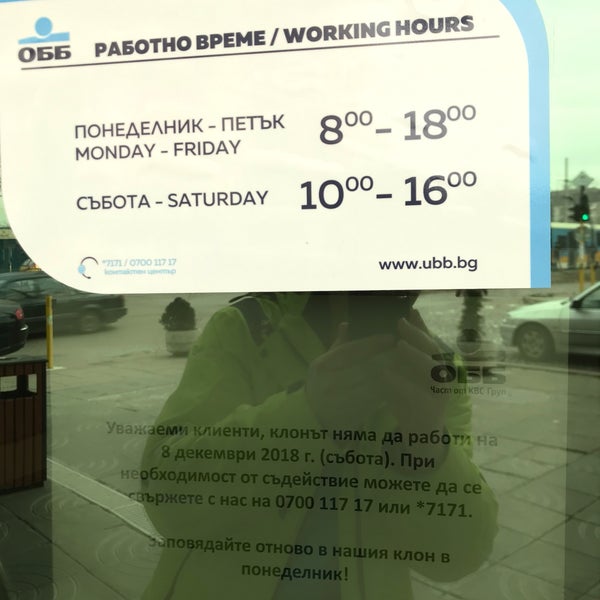 ОББ РАБОТНО ВРЕМЕ / WORKING HOURS
ПОНЕДЕЛНИК - ПЕТЪК 8⁰⁰ - 18⁰⁰
MONDAY - FRIDAY
СЪБОТА - SATURDAY 10⁰⁰ - 16⁰⁰
*7171 / 0700 117 17
контактен център
www.ubb.bg
ОББ
Част от KBC Груп
Уважаеми клиенти, клонът няма да работи на
8 декември 2018 г. (събота). При
необходимост от съдействие можете да се
свържете с нас на 0700 117 17 или *7171.
Заповядайте отново в нашия клон в
понеделник!